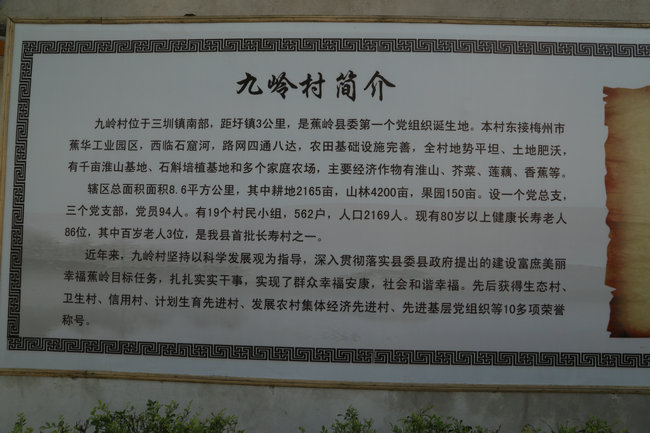 九岭村简介
九岭村位于三圳镇南部，距圩镇3公里，是蕉岭县委第一个党组织诞生地。本村东接梅州市
蕉华工业园区，西临石窟河，路网四通八达，农田基础设施完善，全村地势平坦、土地肥沃，
有千亩淮山基地、石斛培植基地和多个家庭农场，主要经济作物有淮山、芥菜、莲藕、香蕉等。
辖区总面积面积8.6平方公里，其中耕地2165亩，山林4200亩，果园150亩。设一个党总支，
三个党支部，党员94人。有19个村民小组，562户，人口2169人。现有80岁以上健康长寿老人
86位，其中百岁老人3位，是我县首批长寿村之一。
近年来，九岭村坚持以科学发展观为指导，深入贯彻落实县委县政府提出的建设富庶美丽
幸福蕉岭目标任务，扎扎实实干事，实现了群众幸福安康，社会和谐幸福。先后获得生态村、
卫生村、信用村、计划生育先进村、发展农村集体经济先进村、先进基层党组织等10多项荣誉
称号。